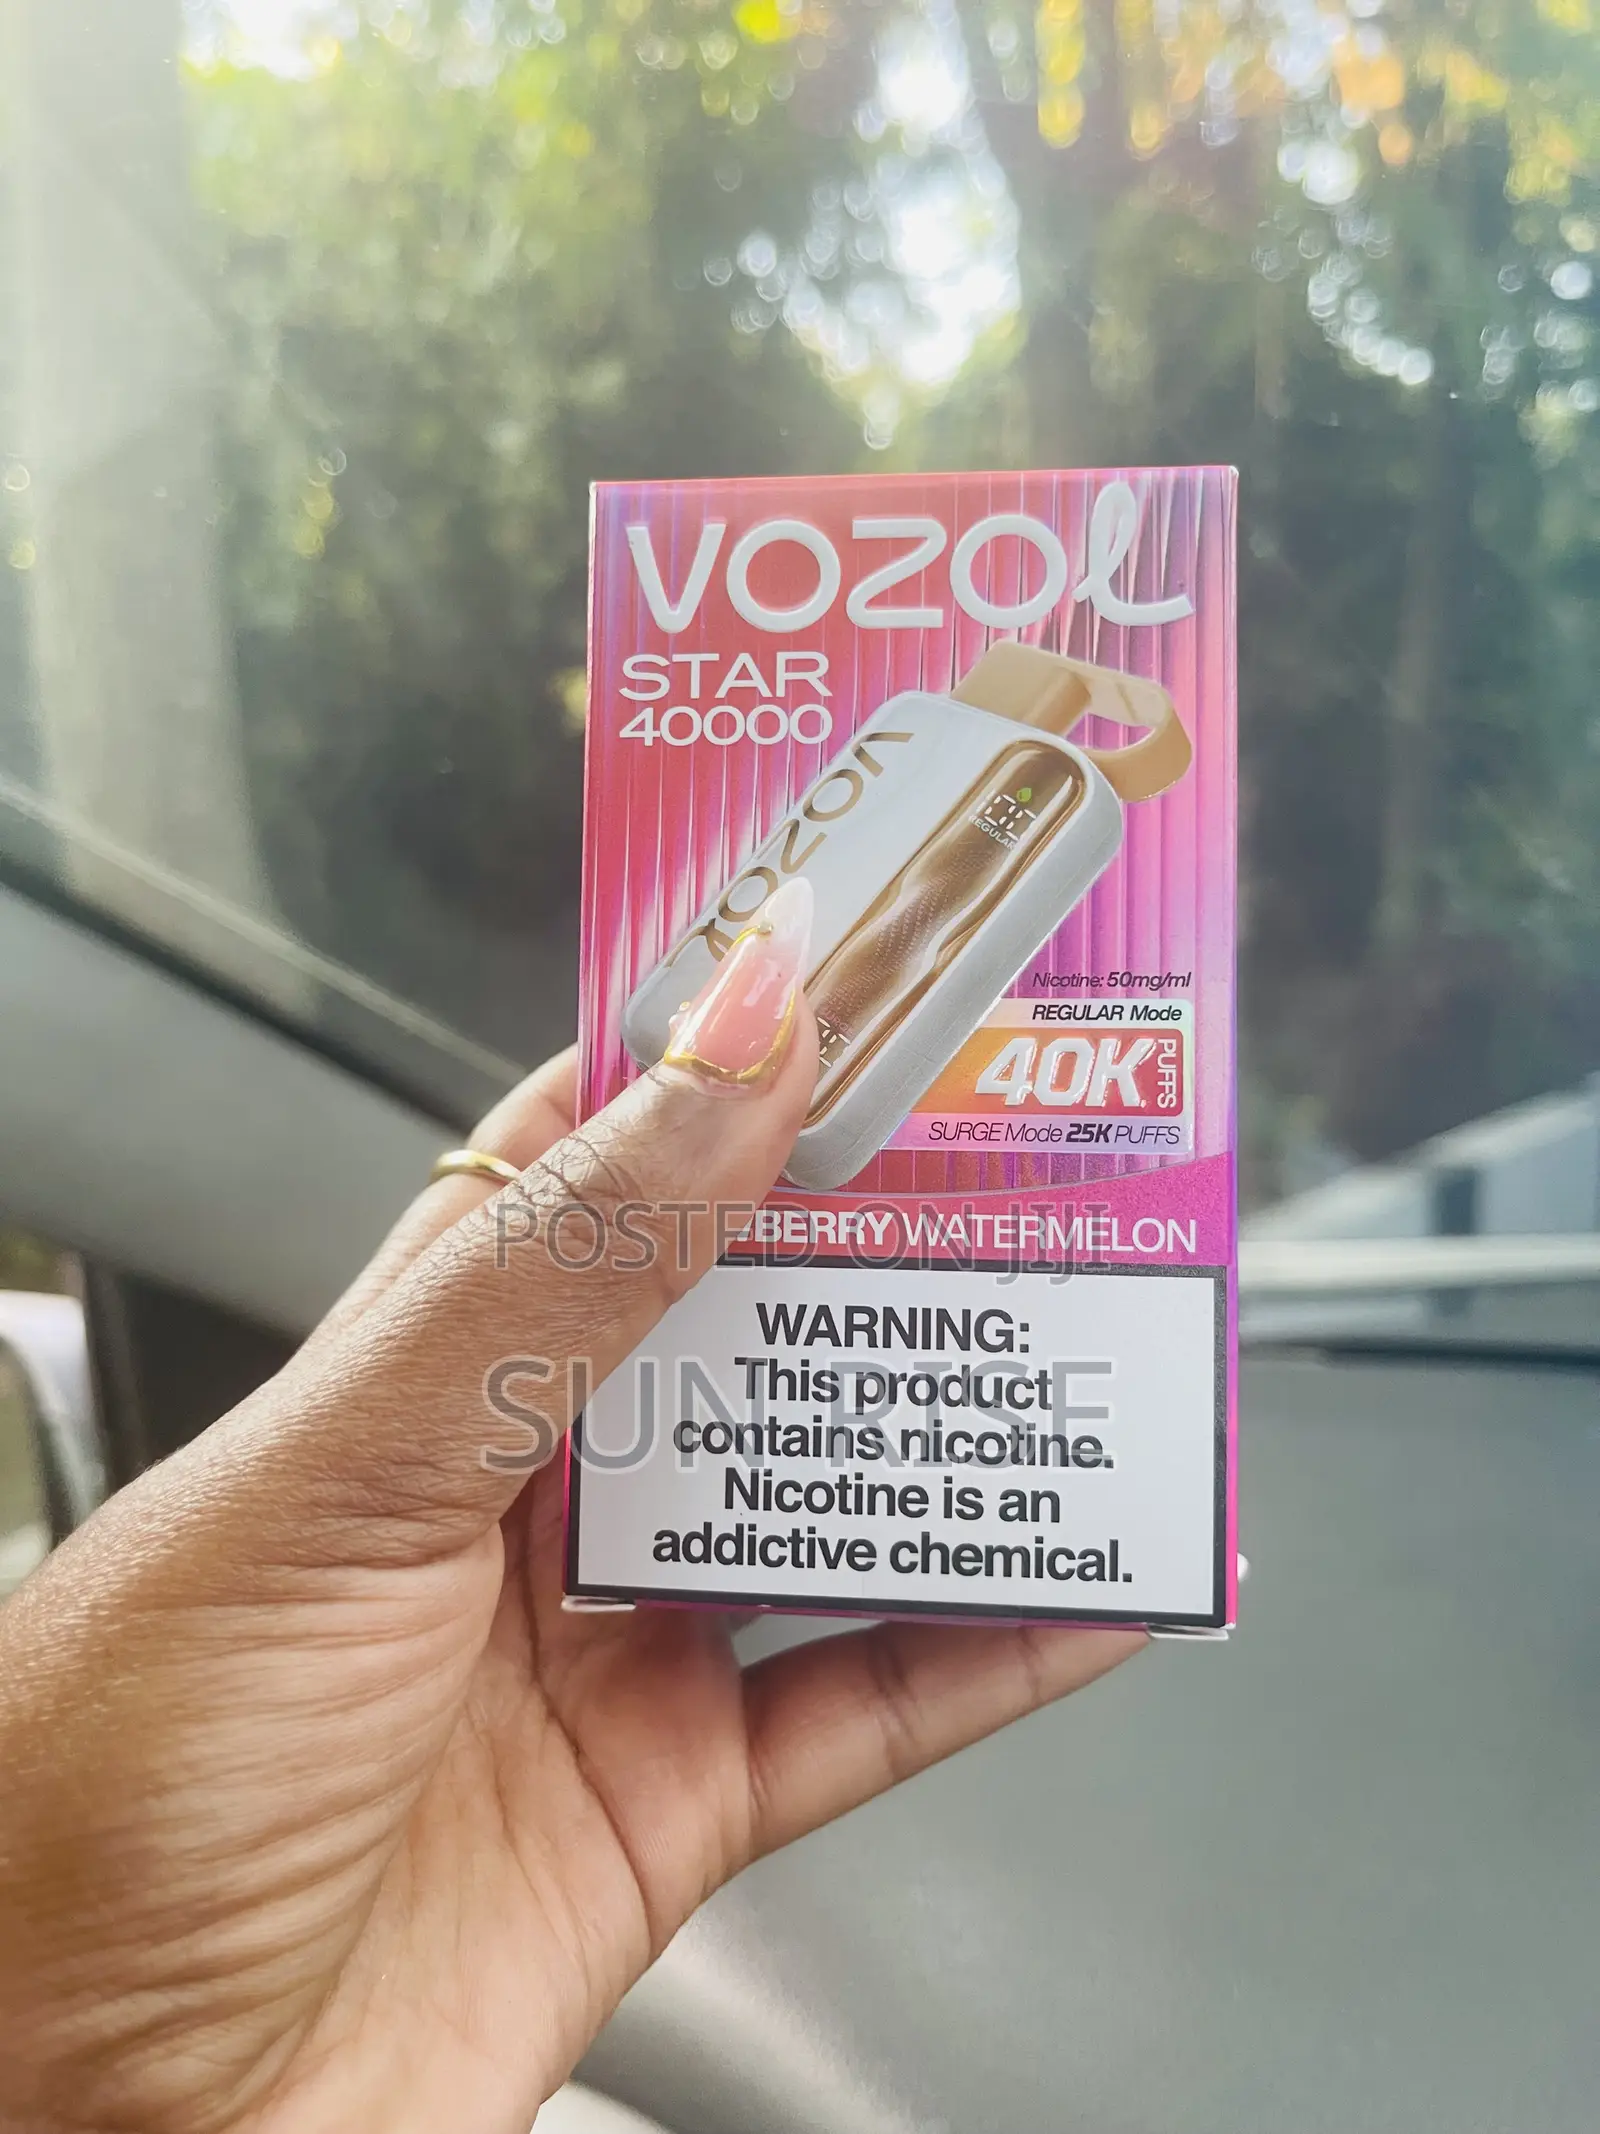 VOZOL
STAR
40000
VOZOL
REGULAR
Nicotine: 50mg/ml
REGULAR Mode
40K PUFFS
SURGE Mode 25K PUFFS
BERRY WATERMELON
POSTED ON JIJI
WARNING:
This product
contains nicotine.
Nicotine is an
addictive chemical.
SUN RISE